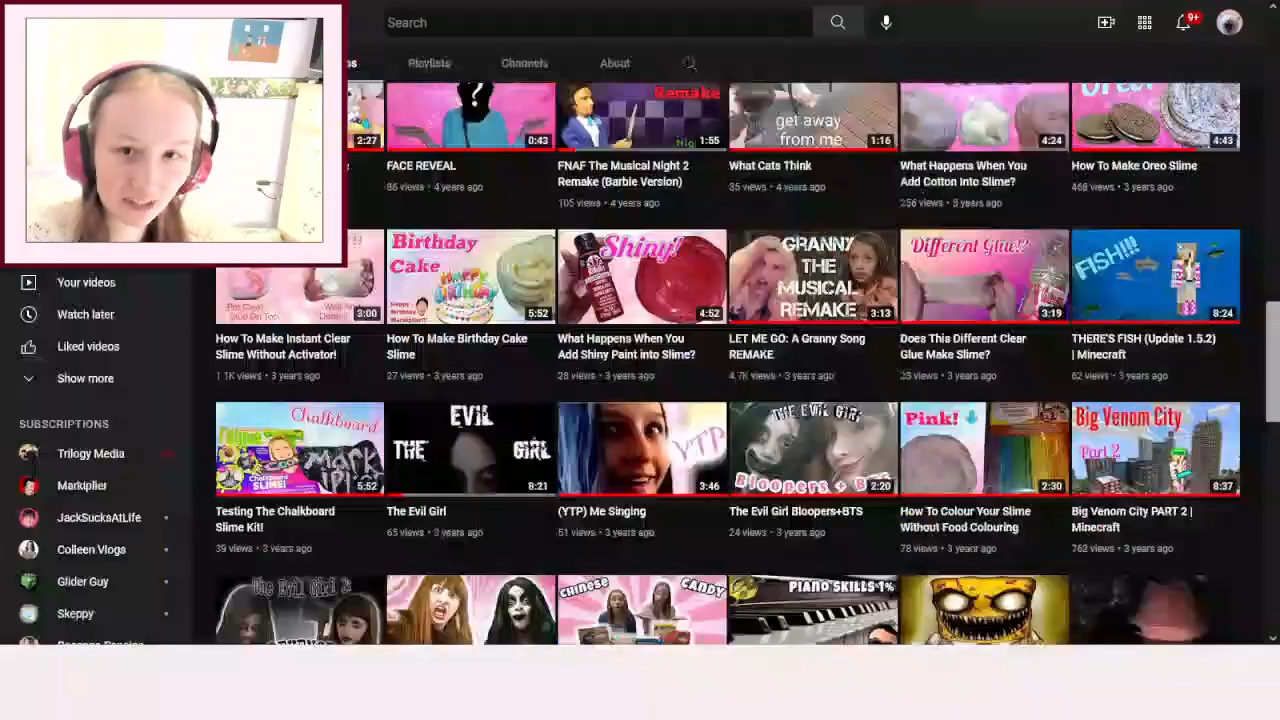 Search
9+
Playlists
Channels
About
2:27
?
0:43
FACE REVEAL
86 views • 4 years ago
Remake
1:55
FNAF The Musical Night 2
Remake (Barbie Version)
105 views • 4 years ago
get away
from me
1:16
What Cats Think
35 views • 4 years ago
4:24
What Happens When You
Add Cotton Into Slime?
4:43
How To Make Oreo Slime
468 views • 3 years ago
Your videos
Watch later
Liked videos
Show more
3:00
How To Make Instant Clear
Slime Without Activator!
1.1K views • 3 years ago
Birthday
Cake
5:52
How To Make Birthday Cake
Slime
27 views • 3 years ago
Shiny!
4:52
What Happens When You
Add Shiny Paint into Slime?
28 views • 3 years ago
GRANNY
THE
MUSICAL
REMAKE
3:13
LET ME GO: A Granny Song
REMAKE
4.7K views • 3 years ago
Different Glue!?
3:19
Does This Different Clear
Glue Make Slime?
23 views • 3 years ago
FISH!!!
8:24
THERE'S FISH (Update 1.5.2)
| Minecraft
62 views • 3 years ago
SUBSCRIPTIONS
Trilogy Media
Markiplier
JackSucksAtLife
Colleen Vlogs
Glider Guy
Skeppy
Chalkboard
5:52
Testing The Chalkboard
Slime Kit!
39 views • 3 years ago
THE
EVIL
GIRL
8:21
The Evil Girl
65 views • 3 years ago
YTP
3:46
(YTP) Me Singing
51 views • 3 years ago
THE EVIL GIRL
Bloopers + B
2:20
The Evil Girl Bloopers+BTS
24 views • 3 years ago
Pink!
2:30
How To Colour Your Slime
Without Food Colouring
78 views • 3 years ago
Big Venom City
Part 2
8:37
Big Venom City PART 2 |
Minecraft
762 views • 3 years ago
The Evil Girl 2
CHINESE
CANDY
PIANO SKILLS 1%